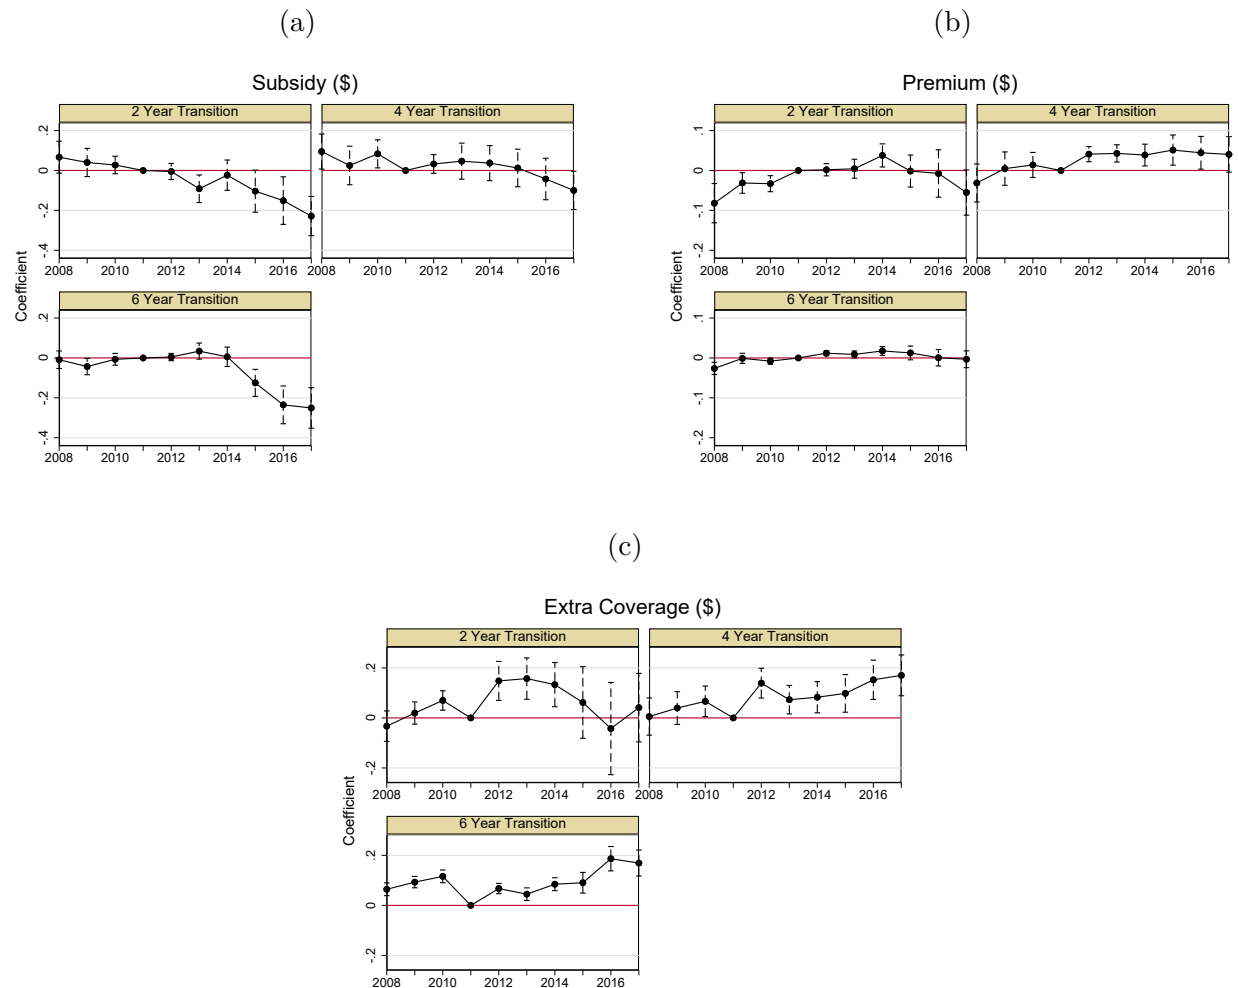 (a)
Subsidy ($)
2 Year Transition
4 Year Transition
.2
0
-.2
-.4
2008 2010 2012 2014 2016 2008 2010 2012 2014 2016
Coefficient
6 Year Transition
.2
0
-.2
-.4
2008 2010 2012 2014 2016
(b)
Premium ($)
2 Year Transition
4 Year Transition
.1
0
-.1
-.2
2008 2010 2012 2014 2016 2008 2010 2012 2014 2016
Coefficient
6 Year Transition
.1
0
-.1
-.2
2008 2010 2012 2014 2016
(c)
Extra Coverage ($)
2 Year Transition
4 Year Transition
.2
0
-.2
2008 2010 2012 2014 2016 2008 2010 2012 2014 2016
Coefficient
6 Year Transition
.2
0
-.2
2008 2010 2012 2014 2016